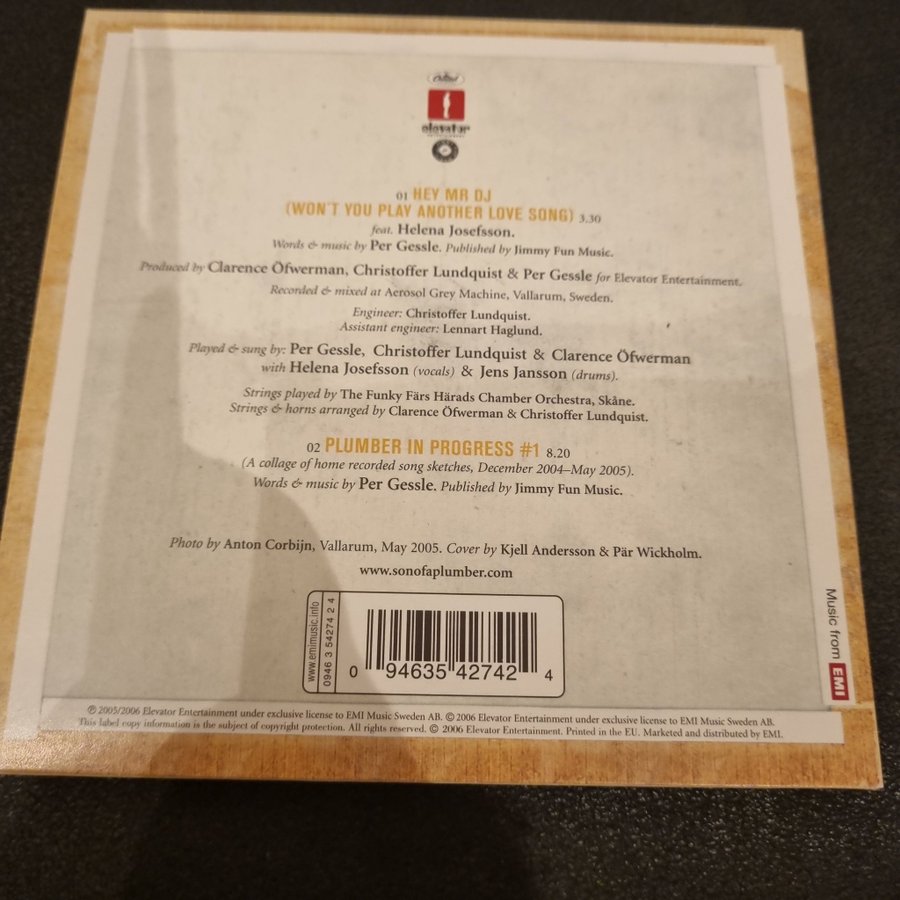 Capitol
elevator
01 HEY MR DJ
(WON'T YOU PLAY ANOTHER LOVE SONG) 3.30
feat. Helena Josefsson.
Words & music by Per Gessle. Published by Jimmy Fun Music.
Produced by Clarence Öfwerman, Christoffer Lundquist & Per Gessle for Elevator Entertainment.
Recorded & mixed at Aerosol Grey Machine, Vallarum, Sweden.
Engineer: Christoffer Lundquist.
Assistant engineer: Lennart Haglund.
Played & sung by: Per Gessle, Christoffer Lundquist & Clarence Öfwerman
with Helena Josefsson (vocals) & Jens Jansson (drums).
Strings played by The Funky Färs Härads Chamber Orchestra, Skåne.
Strings & horns arranged by Clarence Öfwerman & Christoffer Lundquist.
02 PLUMBER IN PROGRESS #1 8.20
(A collage of home recorded song sketches, December 2004–May 2005).
Words & music by Per Gessle. Published by Jimmy Fun Music.
Photo by Anton Corbijn, Vallarum, May 2005. Cover by Kjell Andersson & Pär Wickholm.
www.sonofaplumber.com
www.emimusic.info
0946 3 54274 2 4
0 94635 42742 4
Music from EMI
℗ 2005/2006 Elevator Entertainment under exclusive license to EMI Music Sweden AB. © 2006 Elevator Entertainment under exclusive license to EMI Music Sweden AB.
This label copy information is the subject of copyright protection. All rights reserved. © 2006 Elevator Entertainment. Printed in the EU. Marketed and distributed by EMI.